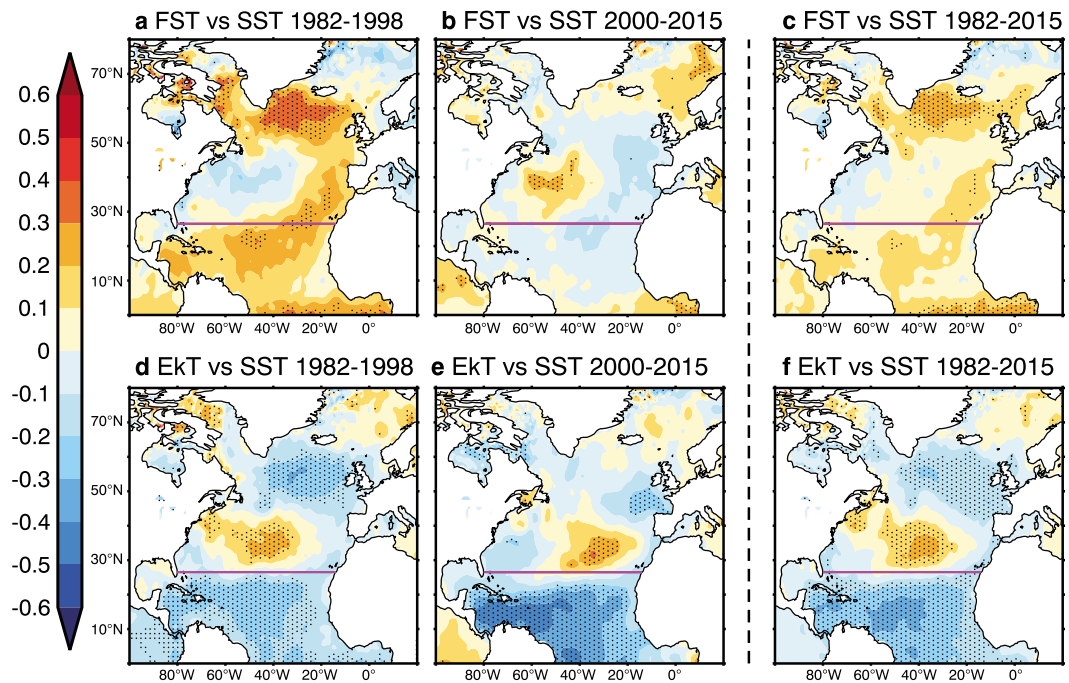 a FST vs SST 1982-1998
b FST vs SST 2000-2015
c FST vs SST 1982-2015
0.6
0.5
0.4
0.3
0.2
0.1
0
-0.1
-0.2
-0.3
-0.4
-0.5
-0.6
70°N
50°N
30°N
10°N
80°W 60°W 40°W 20°W 0°
80°W 60°W 40°W 20°W 0°
80°W 60°W 40°W 20°W 0°
d EkT vs SST 1982-1998
e EkT vs SST 2000-2015
f EkT vs SST 1982-2015
70°N
50°N
30°N
10°N
80°W 60°W 40°W 20°W 0°
80°W 60°W 40°W 20°W 0°
80°W 60°W 40°W 20°W 0°